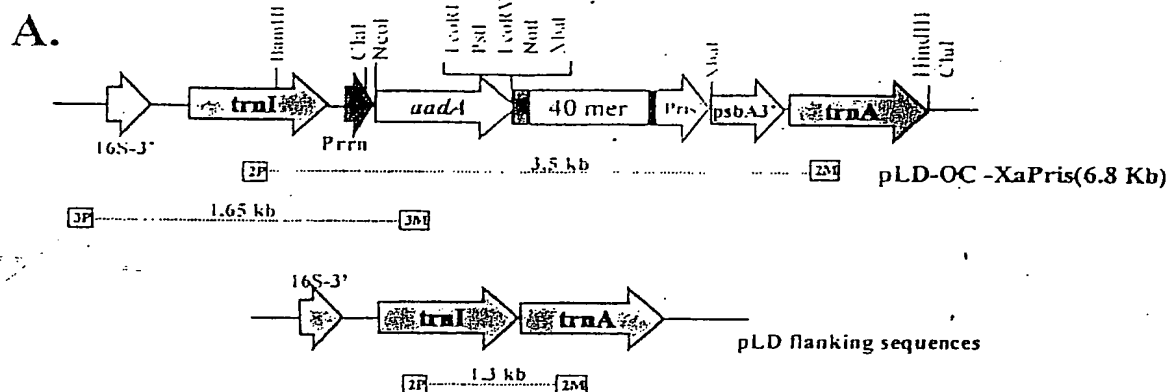 A.
BamHI
ClaI
NcoI
EcoRI
PstI
EcoRV
NotI
XbaI
XbaI
HindIII
ClaI
trnI
aadA
40 mer
Pris
psbA3'
trnA
16S-3'
Prrn
2P 3.5 kb 2M
pLD-OC -XaPris(6.8 Kb)
3P 1.65 kb 3M
16S-3'
trnI trnA
pLD flanking sequences
2P 1.3 kb 2M